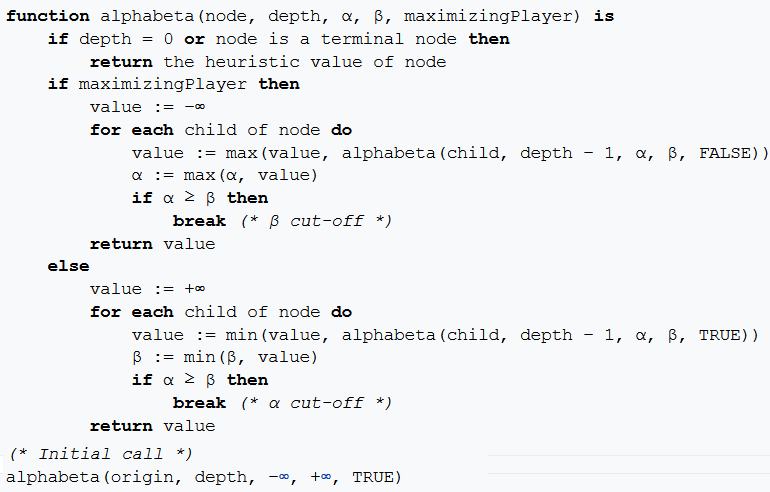 function alphabeta(node, depth, α, β, maximizingPlayer) is
    if depth = 0 or node is a terminal node then
        return the heuristic value of node
    if maximizingPlayer then
        value := −∞
        for each child of node do
            value := max(value, alphabeta(child, depth − 1, α, β, FALSE))
            α := max(α, value)
            if α ≥ β then
                break (* β cut-off *)
        return value
    else
        value := +∞
        for each child of node do
            value := min(value, alphabeta(child, depth − 1, α, β, TRUE))
            β := min(β, value)
            if α ≥ β then
                break (* α cut-off *)
        return value
(* Initial call *)
alphabeta(origin, depth, −∞, +∞, TRUE)